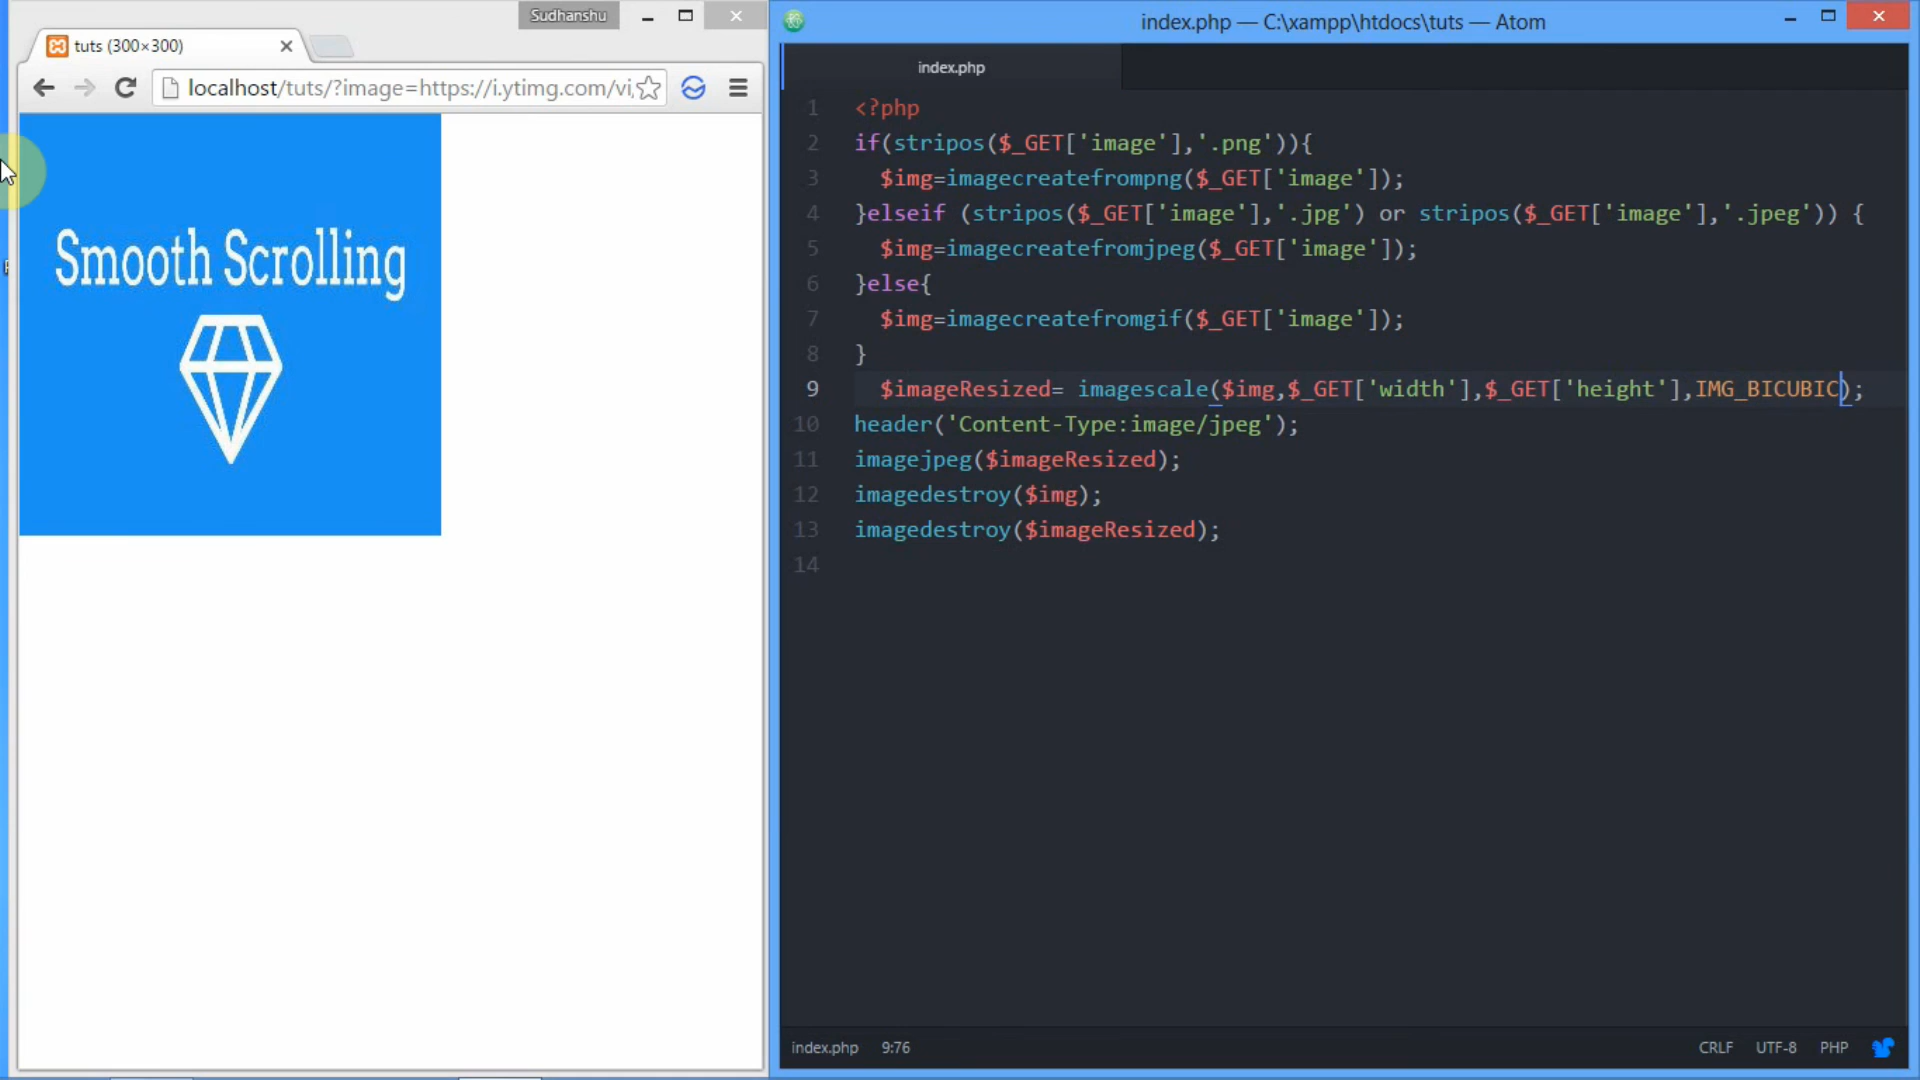 Sudhanshu
tuts (300×300)
localhost/tuts/?image=https://i.ytimg.com/vi,
Smooth Scrolling
index.php — C:\xampp\htdocs\tuts — Atom
index.php
1 <?php
2 if(stripos($_GET['image'],'.png')){
3 $img=imagecreatefrompng($_GET['image']);
4 }elseif (stripos($_GET['image'],'.jpg') or stripos($_GET['image'],'.jpeg')) {
5 $img=imagecreatefromjpeg($_GET['image']);
6 }else{
7 $img=imagecreatefromgif($_GET['image']);
8 }
9 $imageResized= imagescale($img,$_GET['width'],$_GET['height'],IMG_BICUBIC);
10 header('Content-Type:image/jpeg');
11 imagejpeg($imageResized);
12 imagedestroy($img);
13 imagedestroy($imageResized);
14
index.php 9:76 CRLF UTF-8 PHP